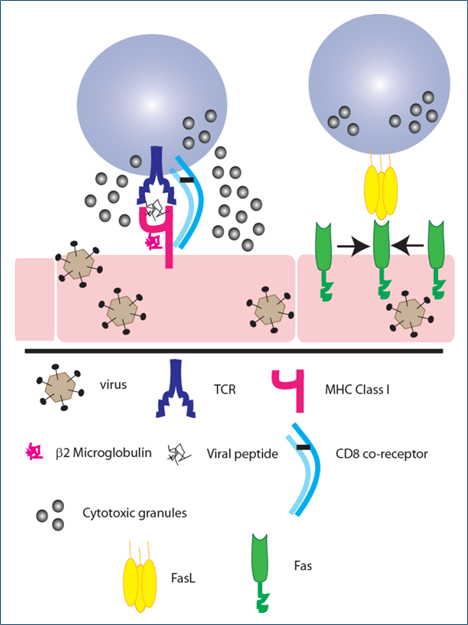 virus
TCR
MHC Class I
β2 Microglobulin
Viral peptide
CD8 co-receptor
Cytotoxic granules
FasL
Fas